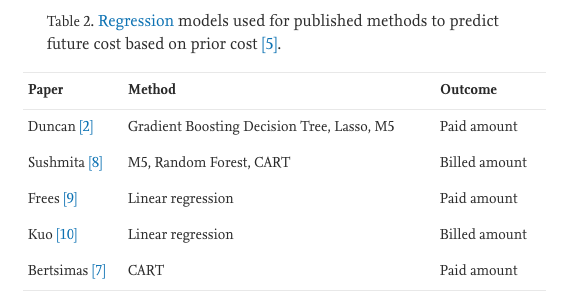 Table 2. Regression models used for published methods to predict
future cost based on prior cost [5].
Paper Method Outcome
Duncan [2] Gradient Boosting Decision Tree, Lasso, M5 Paid amount
Sushmita [8] M5, Random Forest, CART Billed amount
Frees [9] Linear regression Paid amount
Kuo [10] Linear regression Billed amount
Bertsimas [7] CART Paid amount